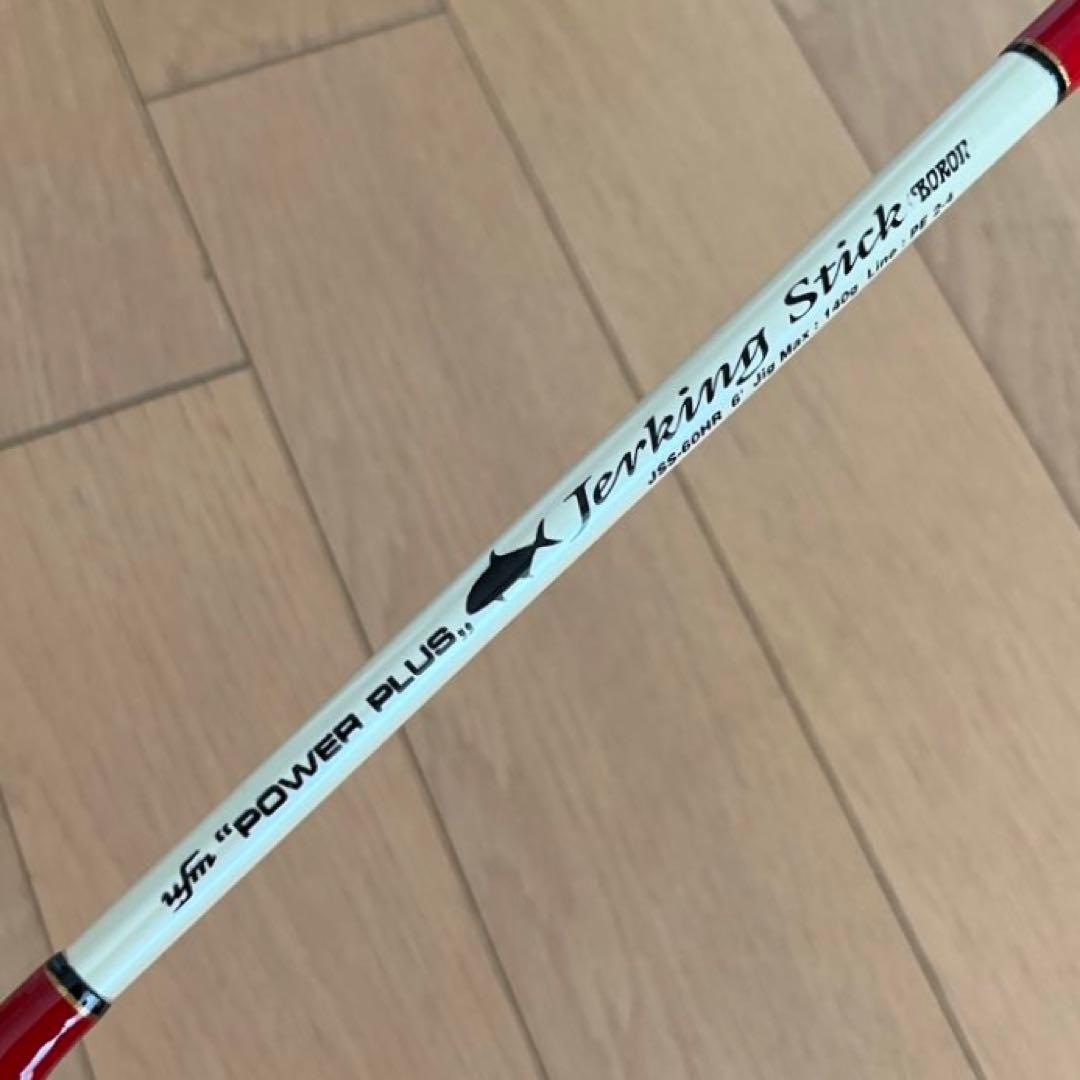 ufm “POWER PLUS„ Jerking Stick BORON
JSS-60HR 6' Jig Max : 140g Line : PE 2-4